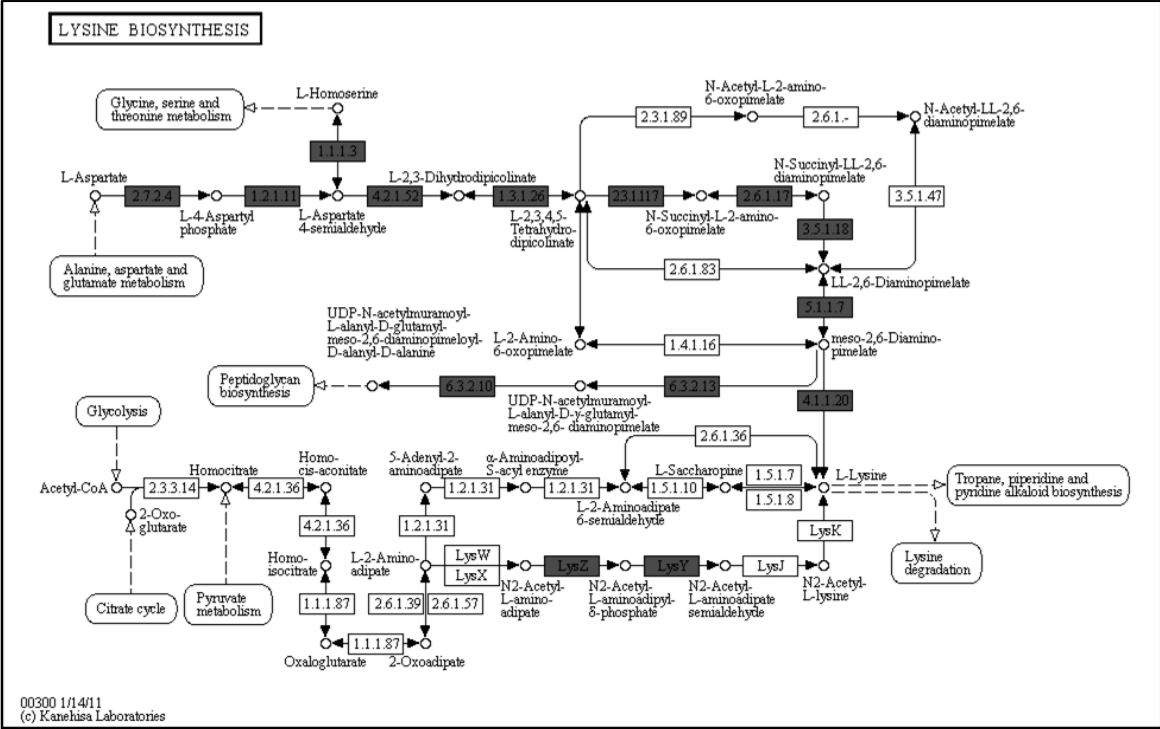 LYSINE BIOSYNTHESIS
Glycine, serine and
threonine metabolism
L-Homoserine
1.1.1.3
N-Acetyl-L-2-amino-
6-oxopimelate
2.3.1.89
2.6.1.-
N-Acetyl-LL-2,6-
diaminopimelate
L-Aspartate
2.7.2.4
L-4-Aspartyl
phosphate
1.2.1.11
L-Aspartate
4-semialdehyde
4.2.1.52
L-2,3-Dihydrodipicolinate
1.3.1.26
L-2,3,4,5-
Tetrahydro-
dipicolinate
2.3.1.117
N-Succinyl-L-2-amino-
6-oxopimelate
2.6.1.17
N-Succinyl-LL-2,6-
diaminopimelate
3.5.1.47
3.5.1.18
Alanine, aspartate and
glutamate metabolism
2.6.1.83
LL-2,6-Diaminopimelate
5.1.1.7
UDP-N-acetylmuramoyl-
L-alanyl-D-glutamyl-
meso-2,6-diaminopimeloyl-
D-alanyl-D-alanine
L-2-Amino-
6-oxopimelate
1.4.1.16
meso-2,6-Diamino-
pimelate
Peptidoglycan
biosynthesis
6.3.2.10
6.3.2.13
4.1.1.20
UDP-N-acetylmuramoyl-
L-alanyl-D-γ-glutamyl-
meso-2,6- diaminopimelate
Glycolysis
2.6.1.36
Acetyl-CoA
2.3.3.14
Homocitrate
4.2.1.36
Homo-
cis-aconitate
5-Adenyl-2-
aminoadipate
1.2.1.31
α-Aminoadipoyl-
S-acyl enzyme
1.2.1.31
L-2-Aminoadipate
6-semialdehyde
1.5.1.10
L-Saccharopine
1.5.1.7
1.5.1.8
L-Lysine
Tropane, piperidine and
pyridine alkaloid biosynthesis
2-Oxo-
glutarate
4.2.1.36
1.2.1.31
LysK
Lysine
degradation
Homo-
isocitrate
L-2-Amino-
adipate
LysW
LysX
N2-Acetyl-
L-amino-
adipate
LysZ
N2-Acetyl-
L-aminoadipyl-
δ-phosphate
LysY
N2-Acetyl-
L-aminoadipate
semialdehyde
LysJ
N2-Acetyl-
L-lysine
Citrate cycle
Pyruvate
metabolism
1.1.1.87
2.6.1.39
2.6.1.57
Oxaloglutarate
1.1.1.87
2-Oxoadipate
00300 1/14/11
(c) Kanehisa Laboratories